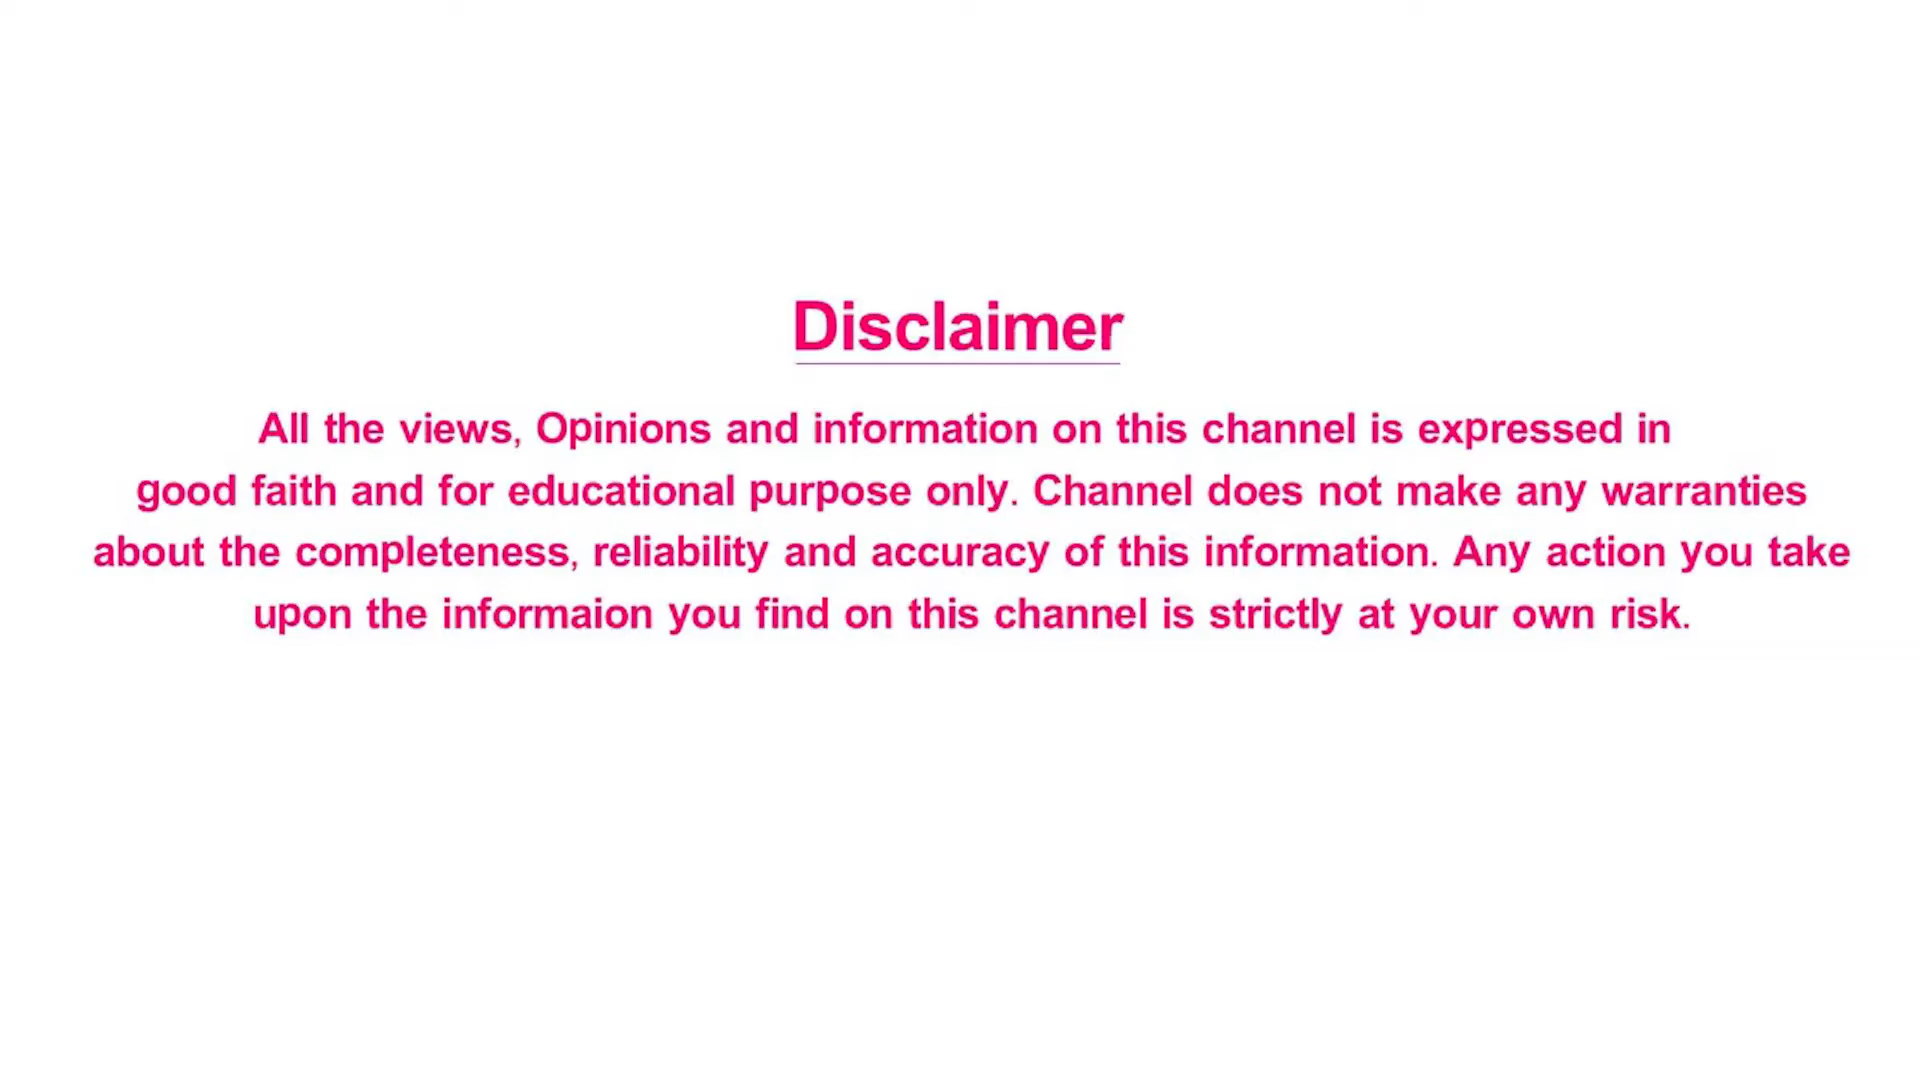 Disclaimer
All the views, Opinions and information on this channel is expressed in
good faith and for educational purpose only. Channel does not make any warranties
about the completeness, reliability and accuracy of this information. Any action you take
upon the informaion you find on this channel is strictly at your own risk.